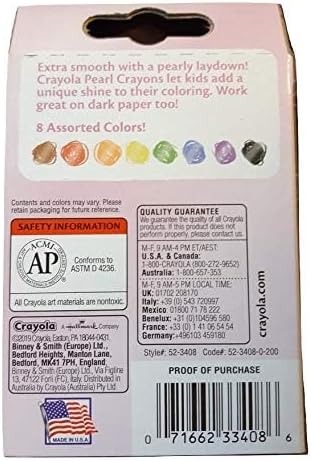 Extra smooth with a pearly laydown!
Crayola Pearl Crayons let kids add a
unique shine to their coloring. Work
great on dark paper too!
8 Assorted Colors!
Contents and colors may vary. Please
retain packaging for future reference.
SAFETY INFORMATION
ACMI
AP
Conforms to
ASTM D 4236.
All Crayola art materials are nontoxic.
Crayola
A Hallmark Company
©2019 Crayola, Easton, PA 18044-0431.
Binney & Smith (Europe) Ltd.,
Bedford Heights, Manton Lane,
Bedford, MK41 7PH, England.
Binney & Smith (Europe) Ltd., Via Figline
13, 47122 Forlì (FC), Italy. Distributed in
Australia by Crayola (Australia) Pty. Ltd.
MADE IN U.S.A.
QUALITY GUARANTEE
We guarantee the quality of all Crayola
products. If this product does not
perform properly, please contact us.
M-F, 9 AM-4 PM ET/AEST:
U.S.A. & Canada:
1-800-CRAYOLA (800-272-9652)
Australia: 1-800-657-353
M-F, 9 AM-5 PM LOCAL TIME:
UK: 01702 208170
Italy: +39 (0) 543 720997
Mexico: 01800 71 78 222
Benelux: +31 (0)104596 580
France: +33 (0) 1 41 06 54 54
Germany: +496103 459180
crayola.com
Style#: 52-3408 Code#: 52-3408-0-200
PROOF OF PURCHASE
0 71662 33408 6